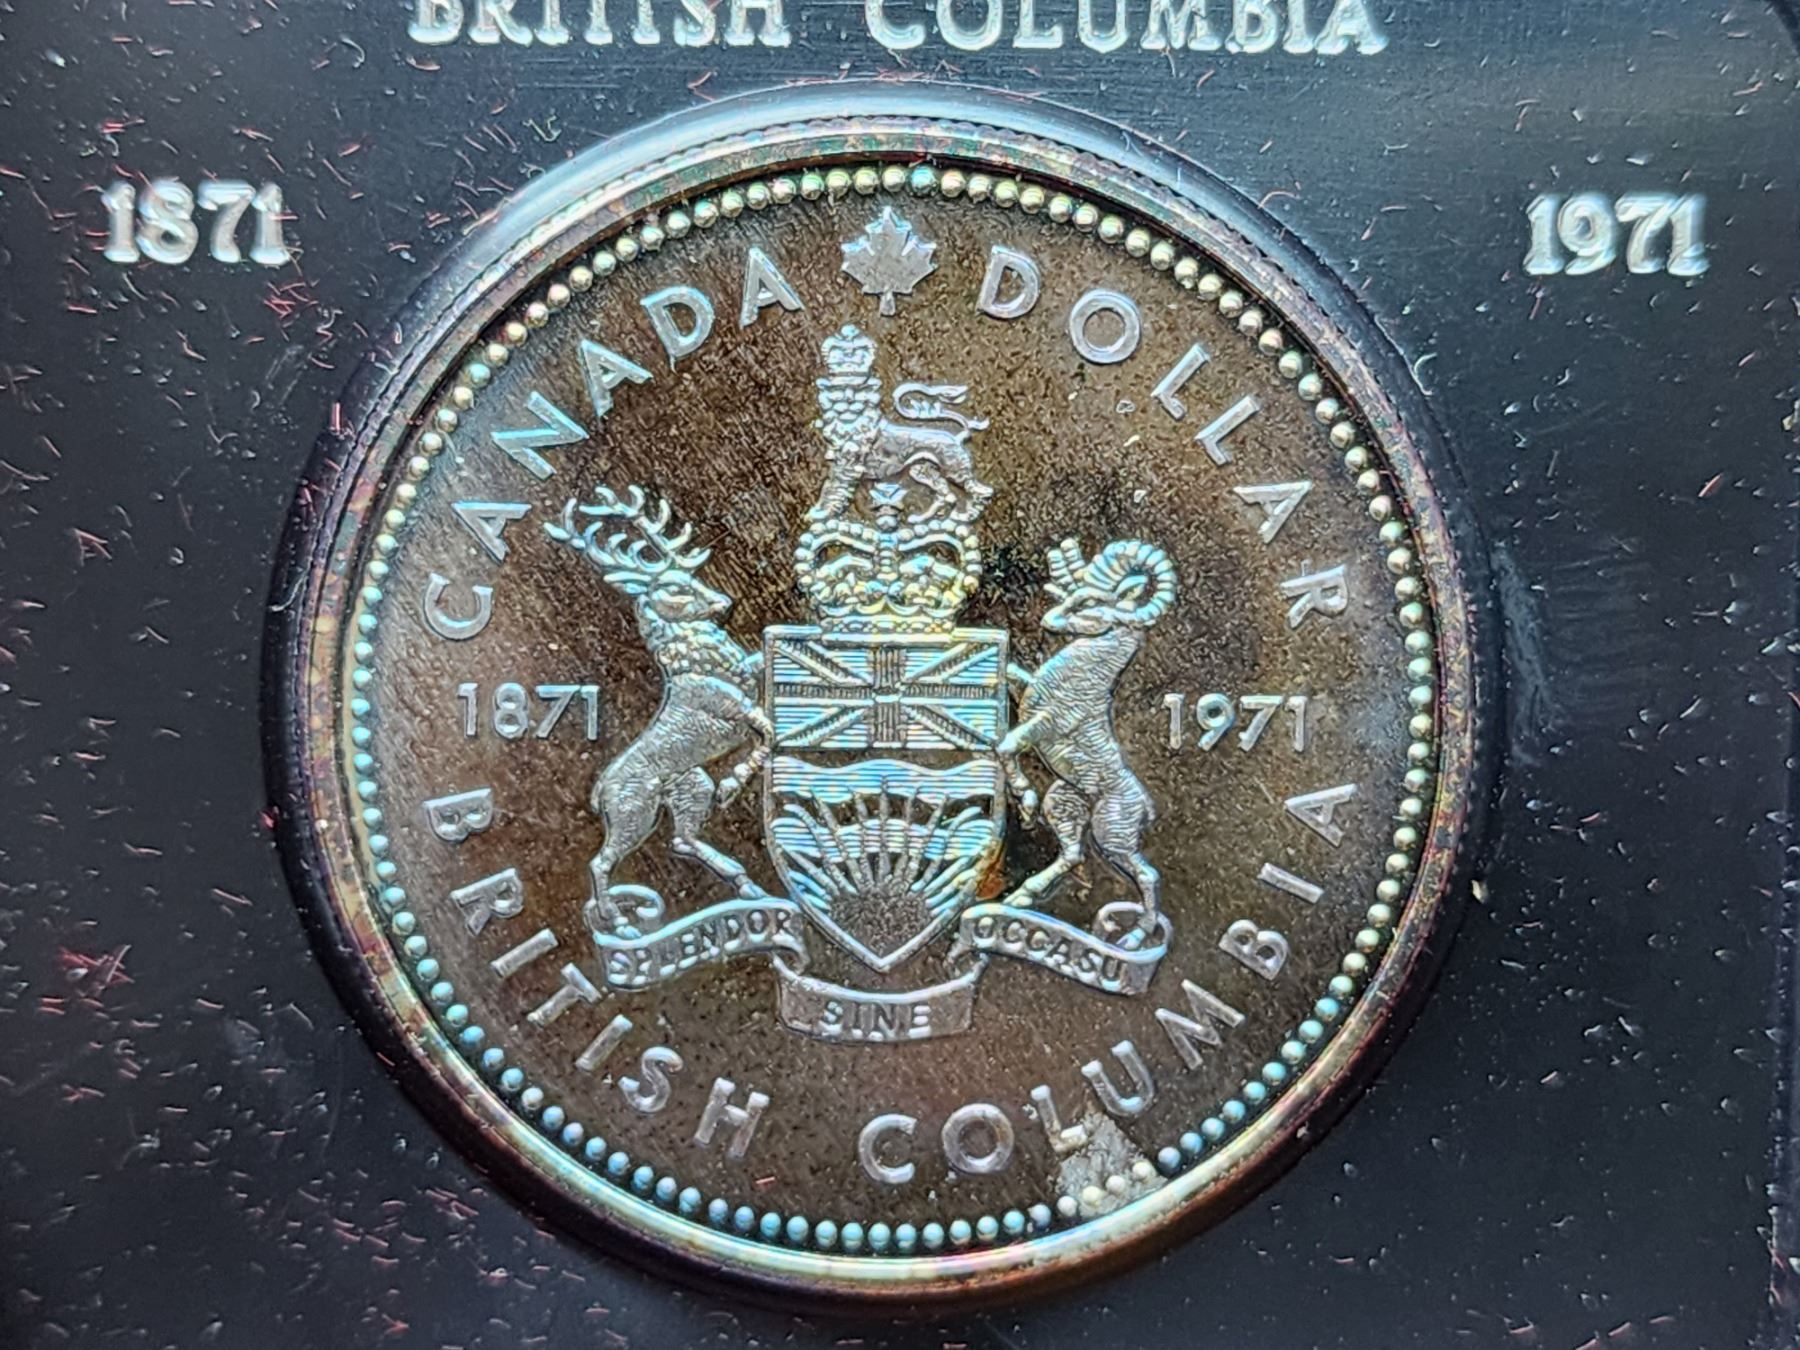 BRITISH COLUMBIA
1871 1971
CANADA DOLLAR
1871 1971
SPLENDOR SINE OCCASU
BRITISH COLUMBIA